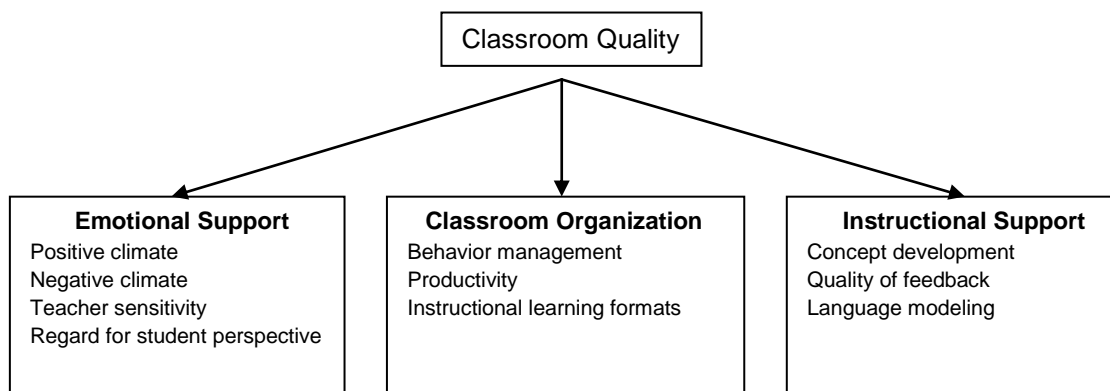 Classroom Quality
Emotional Support
Positive climate
Negative climate
Teacher sensitivity
Regard for student perspective
Classroom Organization
Behavior management
Productivity
Instructional learning formats
Instructional Support
Concept development
Quality of feedback
Language modeling